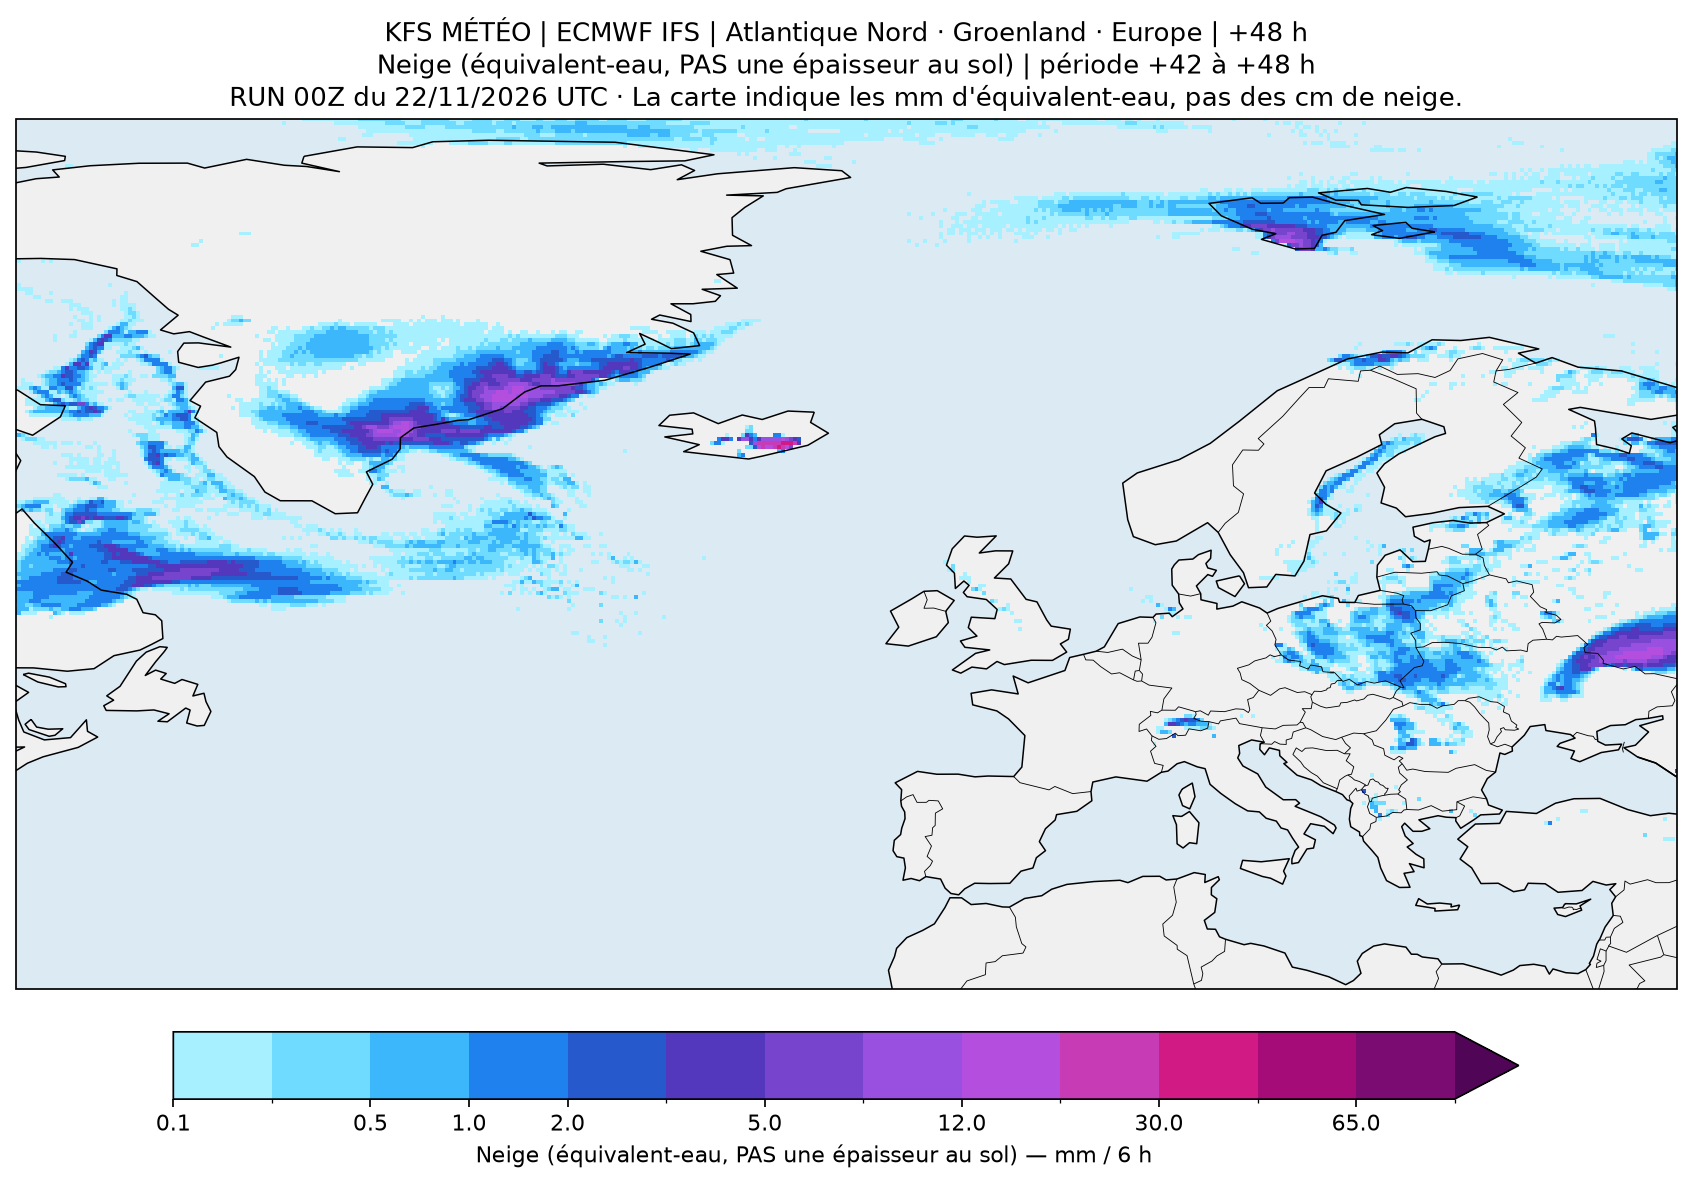 KFS MÉTÉO | ECMWF IFS | Atlantique Nord · Groenland · Europe | +48 h
Neige (équivalent-eau, PAS une épaisseur au sol) | période +42 à +48 h
RUN 00Z du 22/11/2026 UTC · La carte indique les mm d'équivalent-eau, pas des cm de neige.
0.1 0.5 1.0 2.0 5.0 12.0 30.0 65.0
Neige (équivalent-eau, PAS une épaisseur au sol) — mm / 6 h